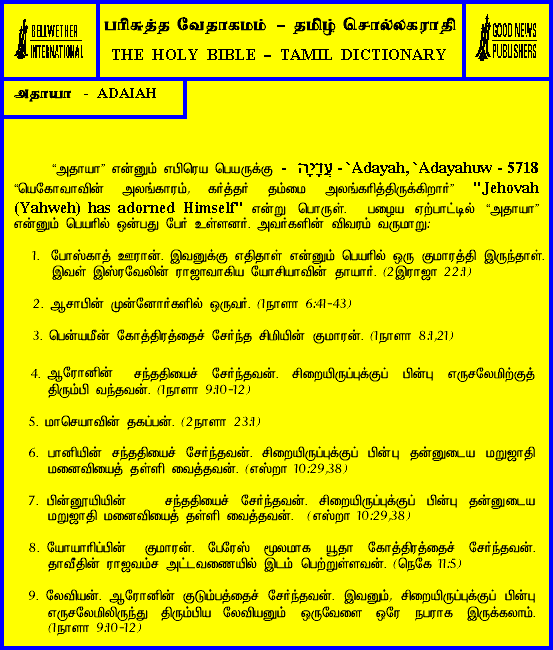 BELLWETHER
INTERNATIONAL
பரிசுத்த வேதாகமம் – தமிழ் சொல்லகராதி
THE HOLY BIBLE – TAMIL DICTIONARY
GOOD NEWS
PUBLISHERS
அதாயா - ADAIAH
“அதாயா” என்னும் எபிரெய பெயருக்கு - עֲדָיָה - `Adayah, `Adayahuw - 5718
“யெகோவாவின் அலங்காரம், கர்த்தர் தம்மை அலங்கரித்திருக்கிறார்” "Jehovah
(Yahweh) has adorned Himself" என்று பொருள். பழைய ஏற்பாட்டில் “அதாயா”
என்னும் பெயரில் ஒன்பது பேர் உள்ளனர். அவர்களின் விவரம் வருமாறு:
1. போஸ்காத் ஊரான். இவனுக்கு எதிதாள் என்னும் பெயரில் ஒரு குமாரத்தி இருந்தாள்.
இவள் இஸ்ரவேலின் ராஜாவாகிய யோசியாவின் தாயார். (2இராஜா 22:1)
2. ஆசாபின் முன்னோர்களில் ஒருவர். (1நாளா 6:41-43)
3. பென்யமீன் கோத்திரத்தைச் சேர்ந்த சிமியின் குமாரன். (1நாளா 8:1,21)
4. ஆரோனின் சந்ததியைச் சேர்ந்தவன். சிறையிருப்புக்குப் பின்பு எருசலேமிற்குத்
திரும்பி வந்தவன். (1நாளா 9:10-12)
5. மாசெயாவின் தகப்பன். (2நாளா 23:1)
6. பானியின் சந்ததியைச் சேர்ந்தவன். சிறையிருப்புக்குப் பின்பு தன்னுடைய மறுஜாதி
மனைவியைத் தள்ளி வைத்தவன். (எஸ்றா 10:29,38)
7. பின்னூயியின் சந்ததியைச் சேர்ந்தவன். சிறையிருப்புக்குப் பின்பு தன்னுடைய
மறுஜாதி மனைவியைத் தள்ளி வைத்தவன். (எஸ்றா 10:29,38)
8. யோயாரிப்பின் குமாரன். பேரேஸ் மூலமாக யூதா கோத்திரத்தைச் சேர்ந்தவன்.
தாவீதின் ராஜவம்ச அட்டவணையில் இடம் பெற்றுள்ளவன். (நெகே 11:5)
9. லேவியன். ஆரோனின் குடும்பத்தைச் சேர்ந்தவன். இவனும், சிறையிருப்புக்குப் பின்பு
எருசலேமிலிருந்து திரும்பிய லேவியனும் ஒருவேளை ஒரே நபராக இருக்கலாம்.
(1நாளா 9:10-12)